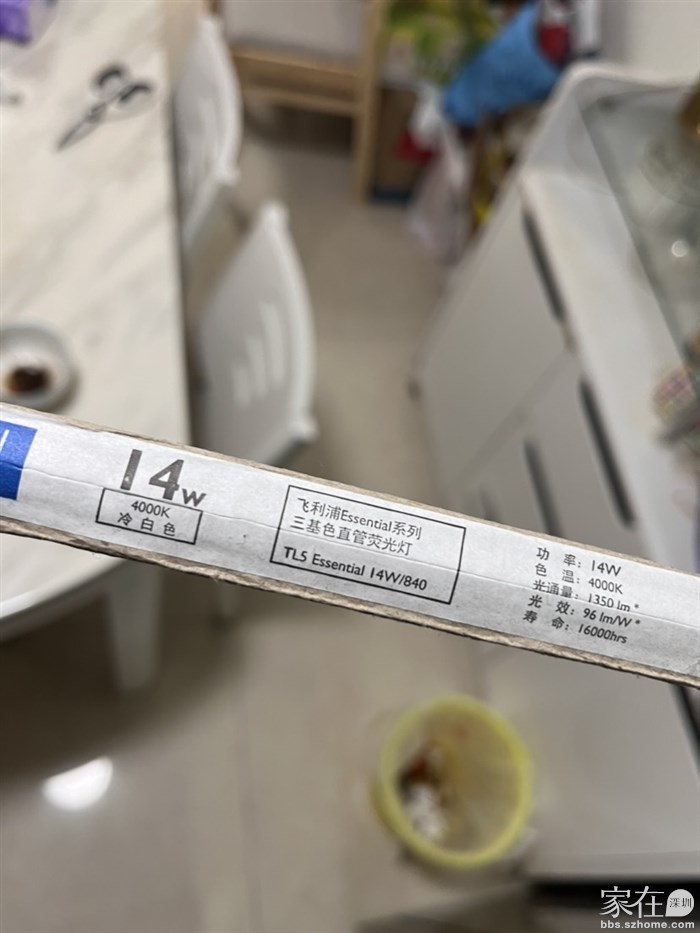 14W
4000K
冷白色
飞利浦Essential系列
三基色直管荧光灯
TL5 Essential 14W/840
功 率: 14W
色 温: 4000K
光通量: 1350 lm *
光 效: 96 lm/W *
寿 命: 16000hrs
家在深圳
bbs.szhome.com